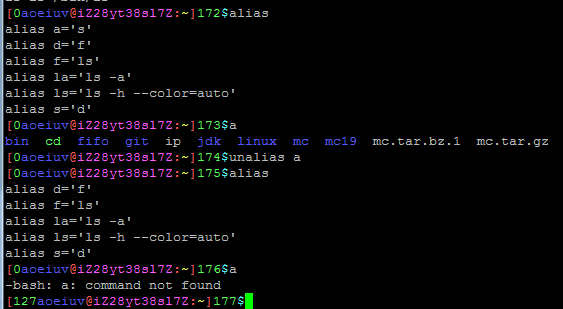 [0aoeiuv@iZ28yt38sl7Z:~]172$alias
alias a='s'
alias d='f'
alias f='ls'
alias la='ls -a'
alias ls='ls -h --color=auto'
alias s='d'
[0aoeiuv@iZ28yt38sl7Z:~]173$a
bin cd fifo git ip jdk linux mc mc19 mc.tar.bz.1 mc.tar.gz
[0aoeiuv@iZ28yt38sl7Z:~]174$unalias a
[0aoeiuv@iZ28yt38sl7Z:~]175$alias
alias d='f'
alias f='ls'
alias la='ls -a'
alias ls='ls -h --color=auto'
alias s='d'
[0aoeiuv@iZ28yt38sl7Z:~]176$a
-bash: a: command not found
[127aoeiuv@iZ28yt38sl7Z:~]177$